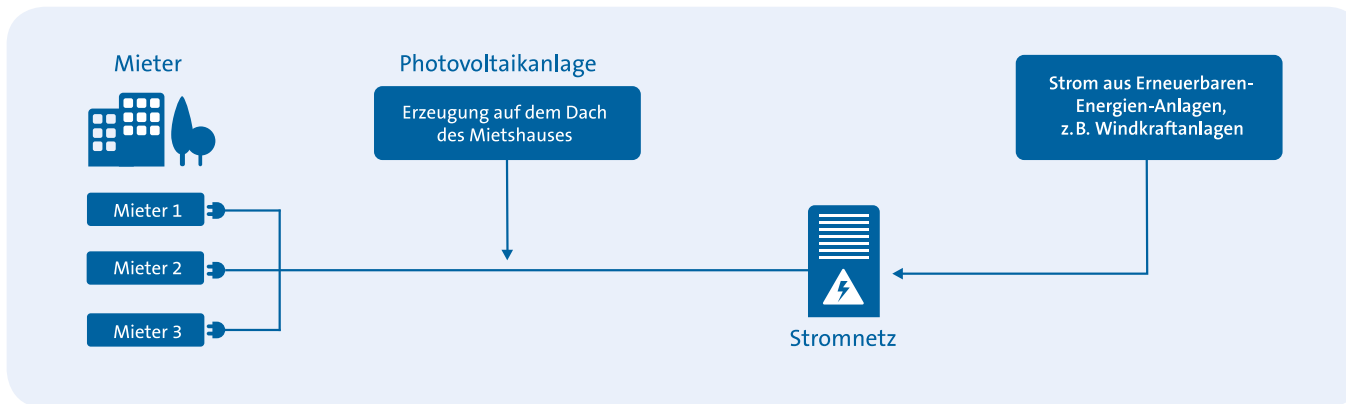 Mieter
Photovoltaikanlage
Erzeugung auf dem Dach
des Mietshauses
Strom aus Erneuerbaren-
Energien-Anlagen,
z.B. Windkraftanlagen
Mieter 1
Mieter 2
Mieter 3
Stromnetz